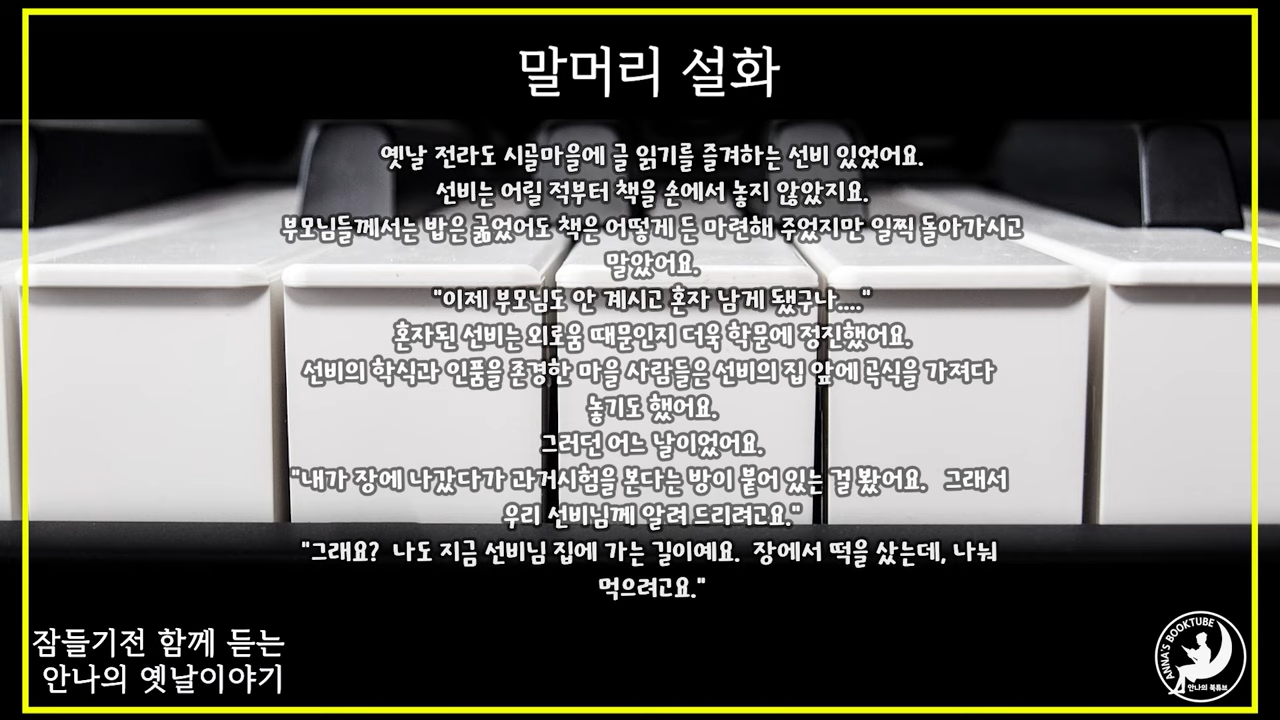 말머리 설화
옛날 전라도 시골마을에 글 읽기를 즐겨하는 선비 있었어요.
선비는 어릴 적부터 책을 손에서 놓지 않았지요.
부모님들께서는 밥은 굶었어도 책은 어떻게 든 마련해 주었지만 일찍 돌아가시고
말았어요.
"이제 부모님도 안 계시고 혼자 남게 됐구나...."
혼자된 선비는 외로움 때문인지 더욱 학문에 정진했어요.
선비의 학식과 인품을 존경한 마을 사람들은 선비의 집 앞에 곡식을 가져다
놓기도 했어요.
그러던 어느 날이었어요.
"내가 장에 나갔다가 과거시험을 본다는 방이 붙어 있는 걸 봤어요. 그래서
우리 선비님께 알려 드리려고요."
"그래요? 나도 지금 선비님 집에 가는 길이예요. 장에서 떡을 샀는데, 나눠
먹으려고요."
잠들기전 함께 듣는
안나의 옛날이야기
ANNA'S BOOKTUBE
안나의 북튜브